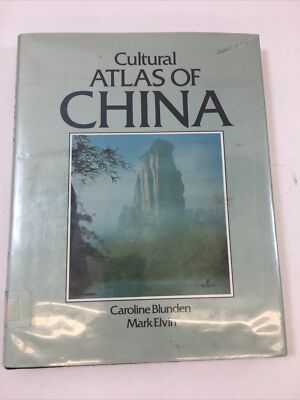 Cultural
ATLAS OF
CHINA
Caroline Blunden
Mark Elvin